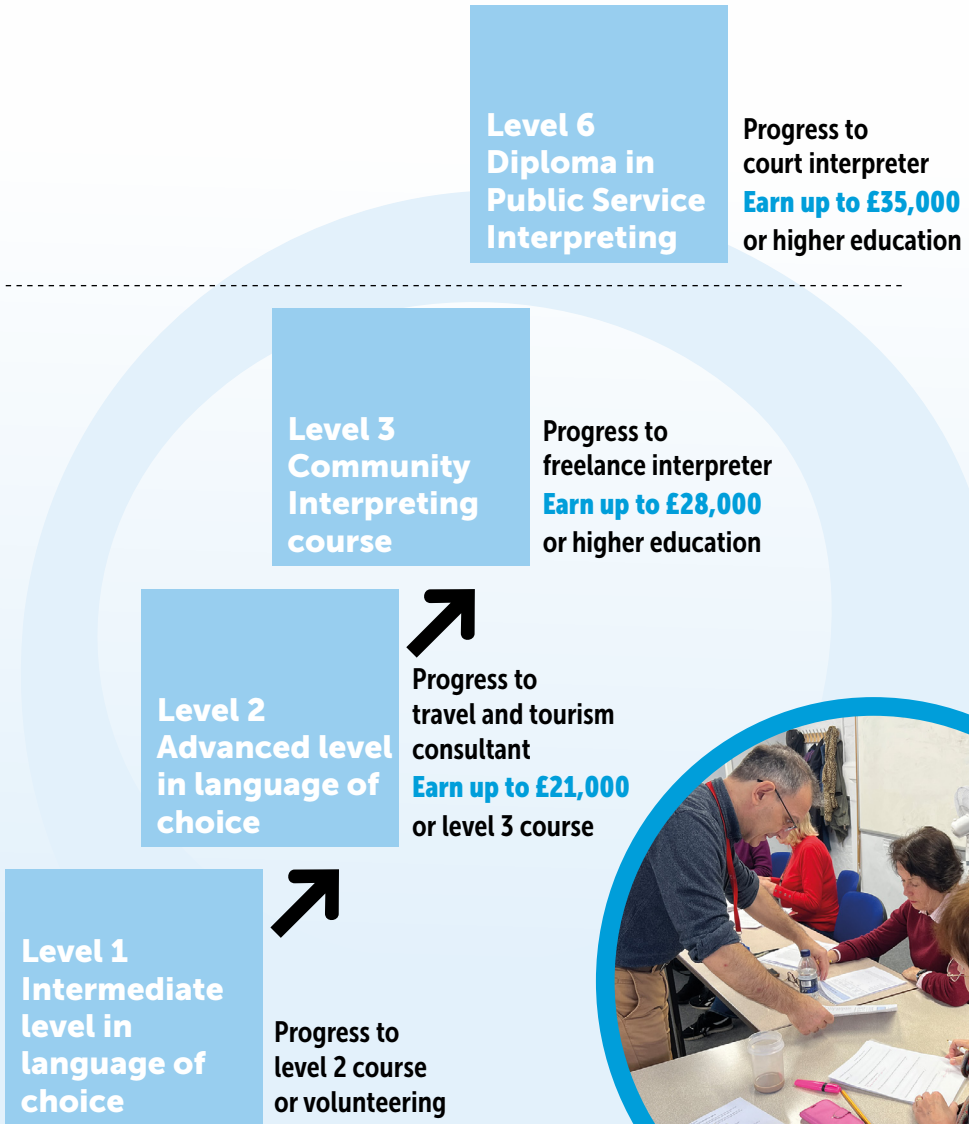 Level 6
Diploma in
Public Service
Interpreting
Progress to
court interpreter
Earn up to £35,000
or higher education
Level 3
Community
Interpreting
course
Progress to
freelance interpreter
Earn up to £28,000
or higher education
Level 2
Advanced level
in language of
choice
Progress to
travel and tourism
consultant
Earn up to £21,000
or level 3 course
Level 1
Intermediate
level in
language of
choice
Progress to
level 2 course
or volunteering